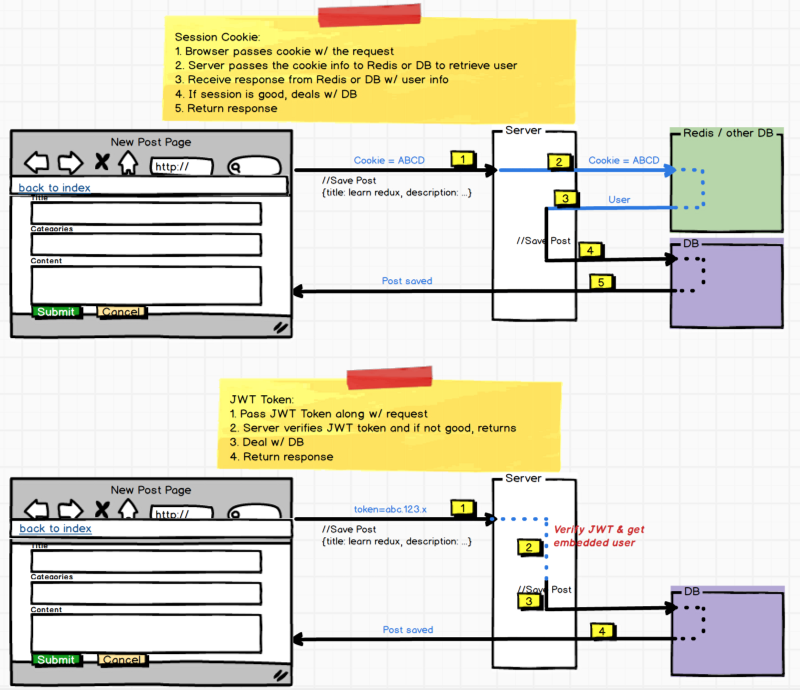 Session Cookie:
1. Browser passes cookie w/ the request
2. Server passes the cookie info to Redis or DB to retrieve user
3. Receive response from Redis or DB w/ user info
4. If session is good, deals w/ DB
5. Return response
New Post Page
http://
back to index
Title
Categories
Content
Submit
Cancel
Cookie = ABCD
1
//Save Post
{title: learn redux, description: ...}
Server
2
Cookie = ABCD
3
User
//Save Post
4
5
Post saved
Redis / other DB
DB
JWT Token:
1. Pass JWT Token along w/ request
2. Server verifies JWT token and if not good, returns
3. Deal w/ DB
4. Return response
New Post Page
http://
back to index
Title
Categories
Content
Submit
Cancel
token=abc.123.x
1
//Save Post
{title: learn redux, description: ...}
Server
Verify JWT & get
embedded user
2
//Save Post
3
4
Post saved
DB